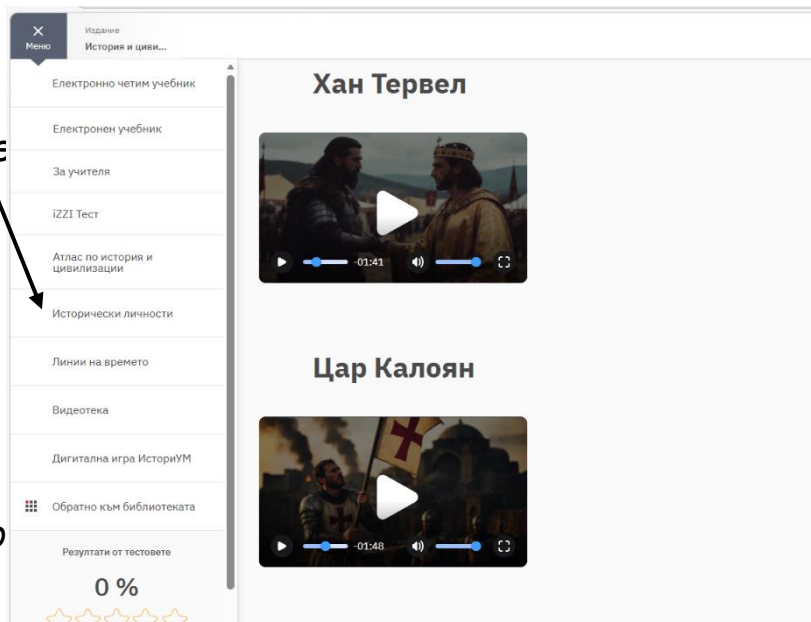 Меню
Издание
История и циви...
Електронно четим учебник
Електронен учебник
За учителя
iZZI Тест
Атлас по история и
цивилизации
Исторически личности
Линии на времето
Видеотека
Дигитална игра ИсториУМ
Обратно към библиотеката
Резултати от тестовете
0 %
Хан Тервел
-01:41
Цар Калоян
-01:48